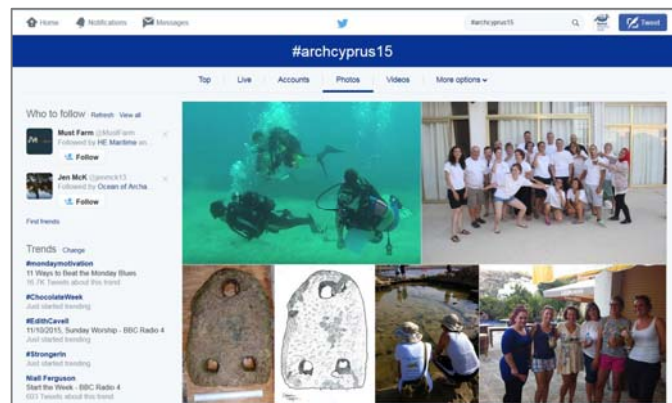 Home Notifications Messages #archcyprus15 Tweet
#archcyprus15
Top Live Accounts Photos Videos More options
Who to follow Refresh View all
Must Farm @MustFarm
Followed by HE Maritime en...
Follow
Jen McK @jenmck13
Followed by Ocean of Archa...
Follow
Find friends
Trends Change
#mondaymotivation
11 Ways to Beat the Monday Blues
16.7K Tweets about this trend
#ChocolateWeek
Just started trending
#EdithCavell
11/10/2015, Sunday Worship - BBC Radio 4
Just started trending
#StrongerIn
Just started trending
Niall Ferguson
Start the Week - BBC Radio 4
603 Tweets about this trend